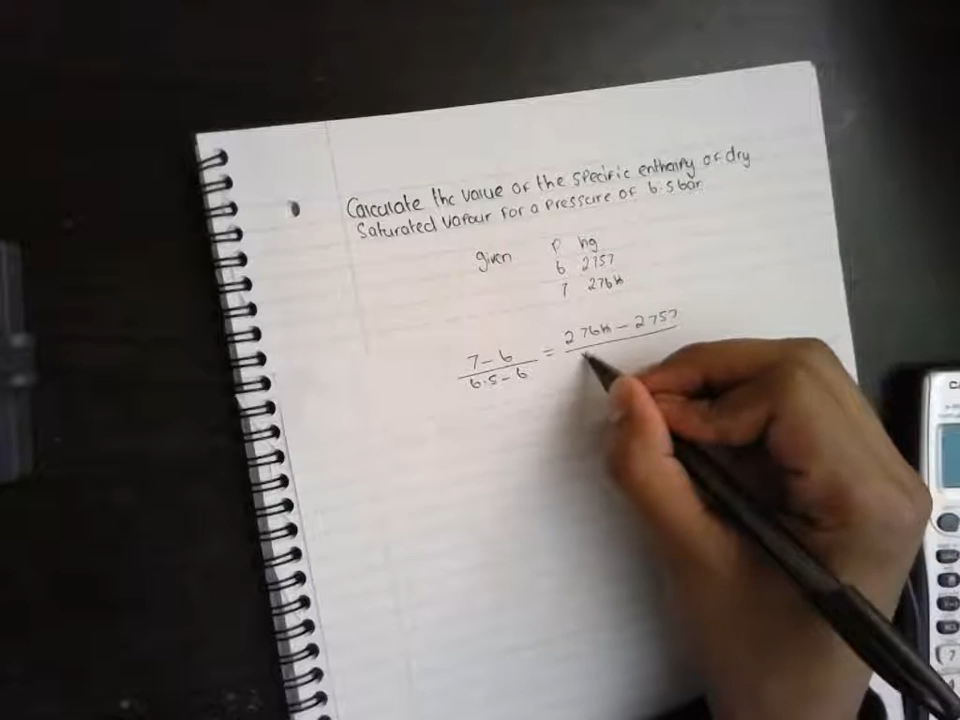 Calculate the value of the specific enthalpy of dry
saturated vapour for a pressure of 6.5 bar.
given P hg
6 2757
7 2764
7-6 = 2764 - 2757
6.5-6